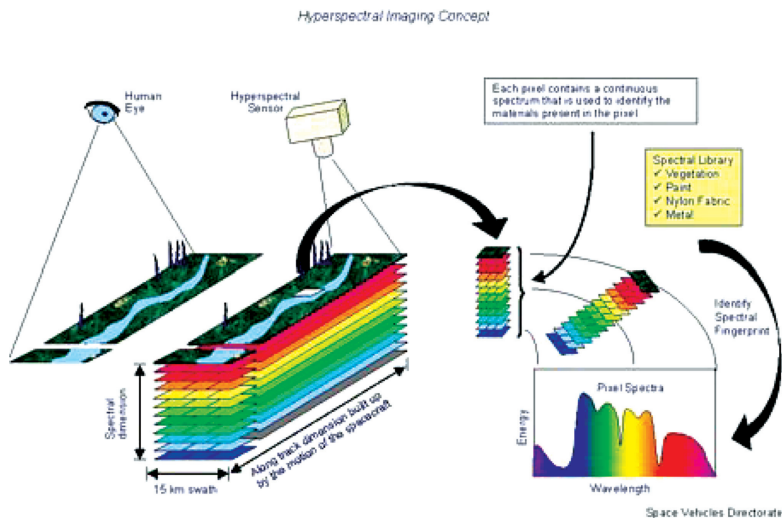 Hyperspectral Imaging Concept
Human
Eye
Hyperspectral
Sensor
Each pixel contains a continuous
spectrum that is used to identify the
materials present in the pixel
Spectral Library
✓ Vegetation
✓ Paint
✓ Nylon Fabric
✓ Metal
Identify
Spectral
Fingerprint
Spectral
dimension
Along track dimension built up
by the motion of the spacecraft
15 km swath
Pixel Spectra
Energy
Wavelength
Space Vehicles Directorate